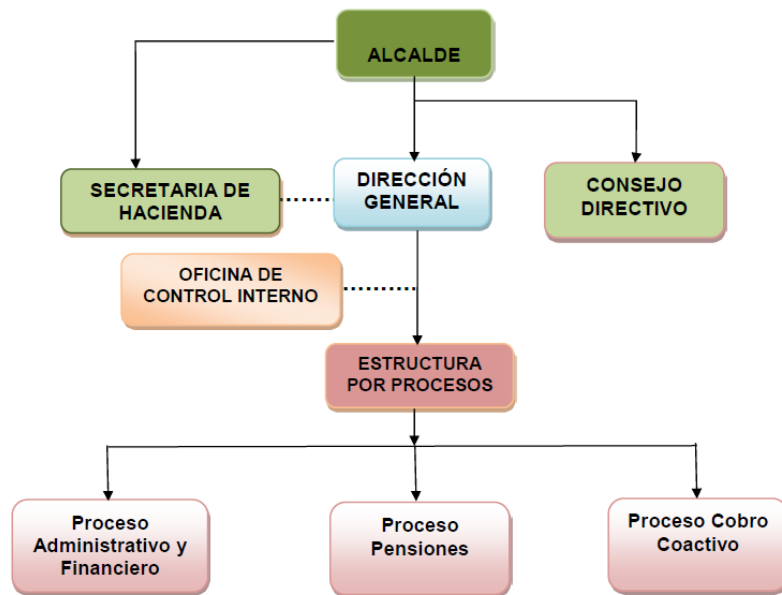 ALCALDE
SECRETARIA DE
HACIENDA
DIRECCIÓN
GENERAL
CONSEJO
DIRECTIVO
OFICINA DE
CONTROL INTERNO
ESTRUCTURA
POR PROCESOS
Proceso
Administrativo y
Financiero
Proceso
Pensiones
Proceso Cobro
Coactivo